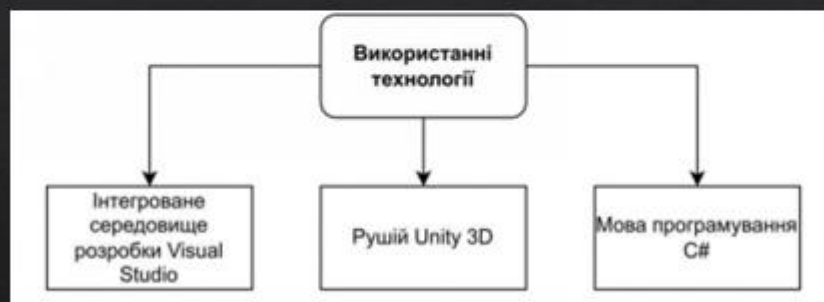 Використанні
технології
Інтегроване
середовище
розробки Visual
Studio
Рушій Unity 3D
Мова програмування
C#